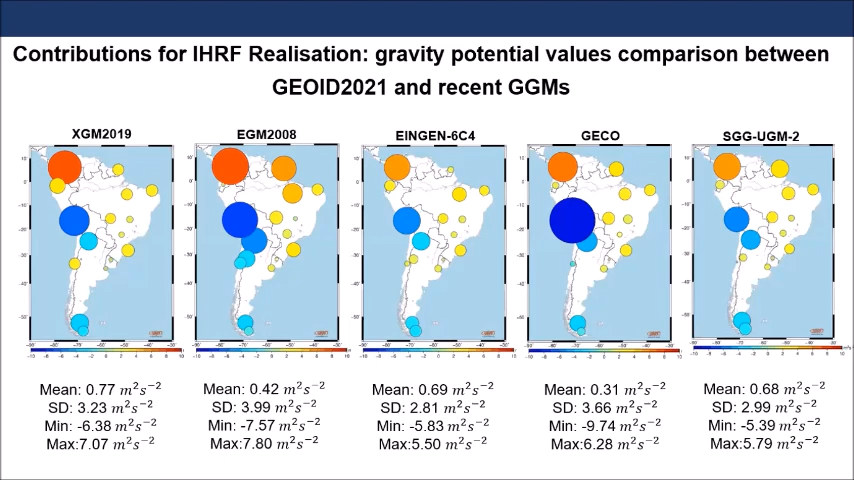 Contributions for IHRF Realisation: gravity potential values comparison between
GEOID2021 and recent GGMs
XGM2019
EGM2008
EINGEN-6C4
GECO
SGG-UGM-2
Mean: 0.77 m²s⁻²
SD: 3.23 m²s⁻²
Min: -6.38 m²s⁻²
Max:7.07 m²s⁻²
Mean: 0.42 m²s⁻²
SD: 3.99 m²s⁻²
Min: -7.57 m²s⁻²
Max: 7.80 m²s⁻²
Mean: 0.69 m²s⁻²
SD: 2.81 m²s⁻²
Min: -5.83 m²s⁻²
Max:5.50 m²s⁻²
Mean: 0.31 m²s⁻²
SD: 3.66 m²s⁻²
Min: -9.74 m²s⁻²
Max: 6.28 m²s⁻²
Mean: 0.68 m²s⁻²
SD: 2.99 m²s⁻²
Min: -5.39 m²s⁻²
Max:5.79 m²s⁻²